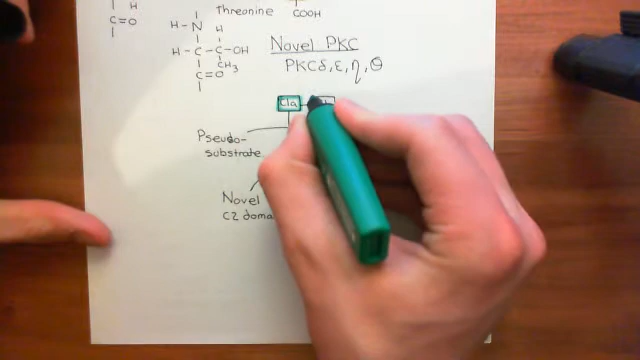 H
C=O
Threonine
COOH
H-N H
H-C-C-OH
CH3
C=O
Novel PKC
PKCδ, ε, η, θ
C1a
Pseudo-
substrate
Novel
C2 doma